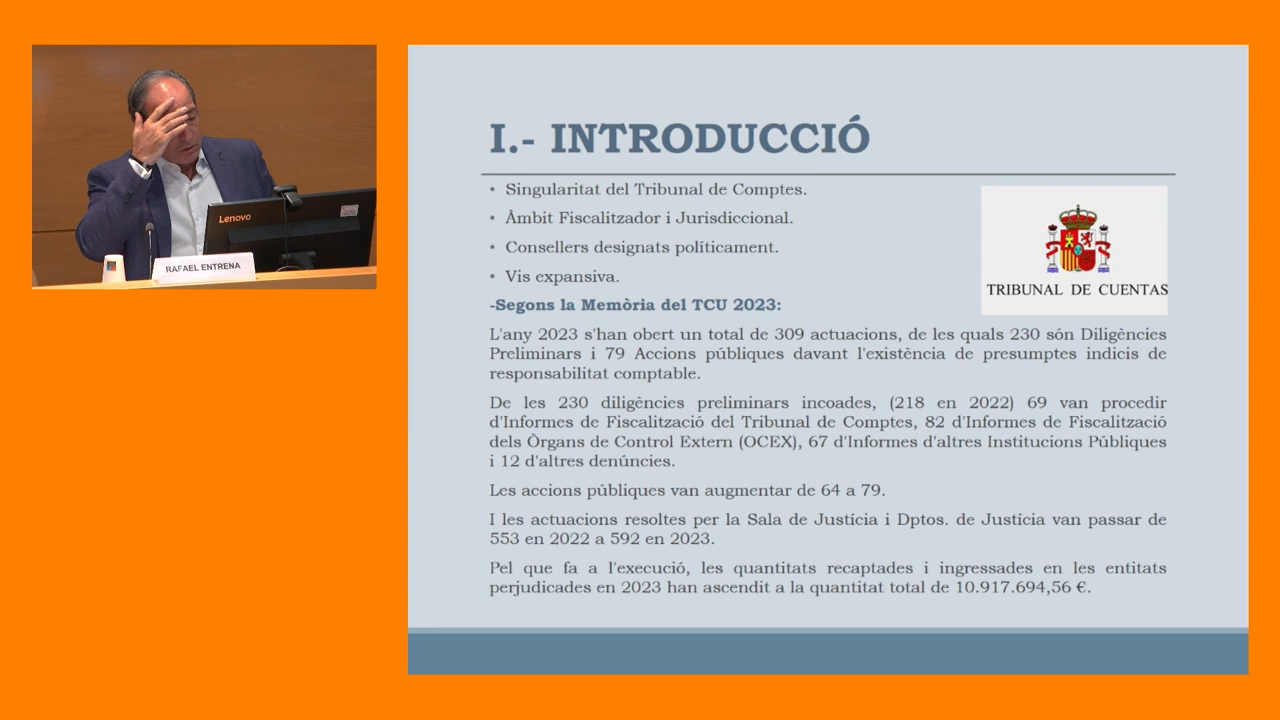 Lenovo
RAFAEL ENTRENA
I.- INTRODUCCIÓ
• Singularitat del Tribunal de Comptes.
• Àmbit Fiscalitzador i Jurisdiccional.
• Consellers designats políticament.
• Vis expansiva.
TRIBUNAL DE CUENTAS
-Segons la Memòria del TCU 2023:
L'any 2023 s'han obert un total de 309 actuacions, de les quals 230 són Diligències
Preliminars i 79 Accions públiques davant l'existència de presumptes indicis de
responsabilitat comptable.
De les 230 diligències preliminars incoades, (218 en 2022) 69 van procedir
d'Informes de Fiscalització del Tribunal de Comptes, 82 d'Informes de Fiscalització
dels Òrgans de Control Extern (OCEX), 67 d'Informes d'altres Institucions Públiques
i 12 d'altres denúncies.
Les accions públiques van augmentar de 64 a 79.
I les actuacions resoltes per la Sala de Justícia i Dptos. de Justícia van passar de
553 en 2022 a 592 en 2023.
Pel que fa a l'execució, les quantitats recaptades i ingressades en les entitats
perjudicades en 2023 han ascendit a la quantitat total de 10.917.694,56 €.